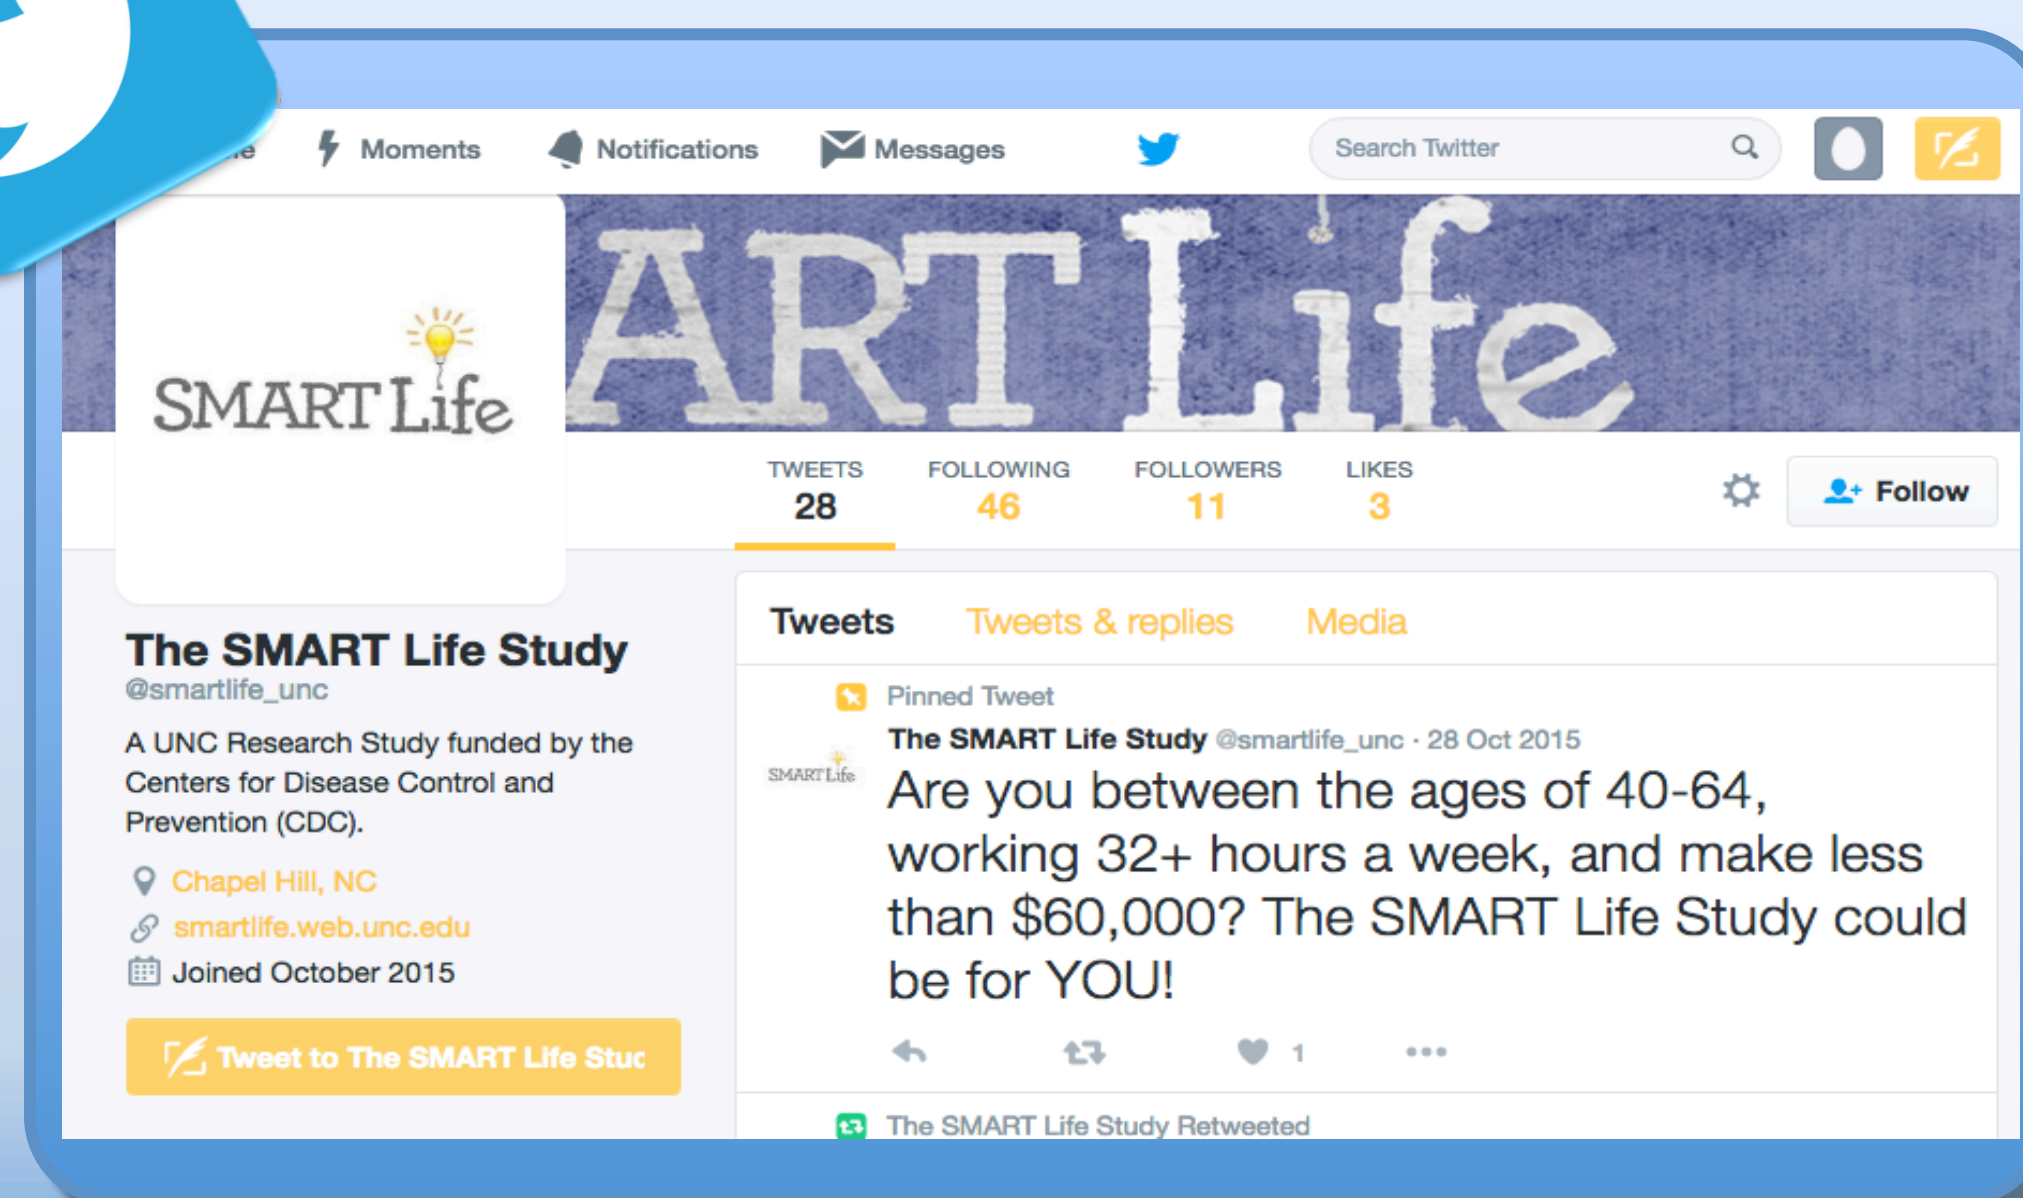 Moments Notifications Messages Search Twitter
ART Life
SMART Life
TWEETS FOLLOWING FOLLOWERS LIKES
28 46 11 3
Follow
The SMART Life Study
@smartlife_unc
A UNC Research Study funded by the
Centers for Disease Control and
Prevention (CDC).
Chapel Hill, NC
smartlife.web.unc.edu
Joined October 2015
Tweet to The SMART Life Stud
Tweets Tweets & replies Media
Pinned Tweet
The SMART Life Study @smartlife_unc · 28 Oct 2015
SMART Life
Are you between the ages of 40-64,
working 32+ hours a week, and make less
than $60,000? The SMART Life Study could
be for YOU!
1
The SMART Life Study Retweeted